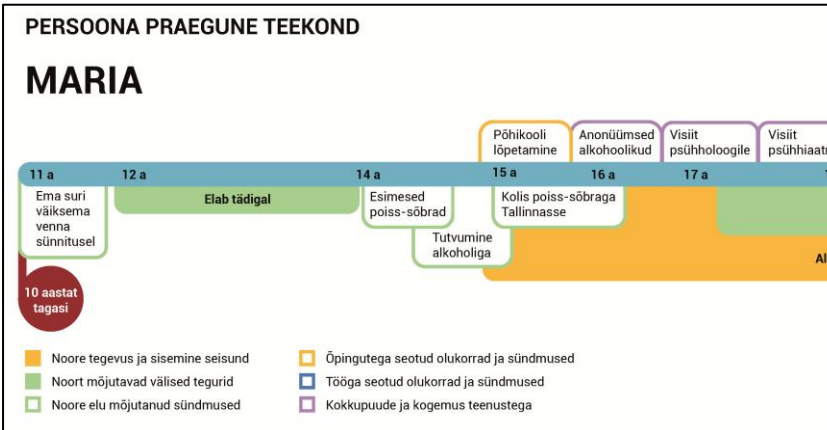 PERSOONA PRAEGUNE TEEKOND
MARIA
Põhikooli
lõpetamine
Anonüümsed
alkohoolikud
Visiit
psühholoogile
Visiit
11 a
12 a
14 a
15 a
16 a
17 a
Ema suri
väiksema
venna
sünnitusel
Elab tädigal
Esimesed
poiss-sõbrad
Kolis poiss-sõbraga
Tallinnasse
Tutvumine
alkoholiga
10 aastat
tagasi
Noore tegevus ja sisemine seisund
Noort mõjutavad välised tegurid
Noore elu mõjutanud sündmused
Õpingutega seotud olukorrad ja sündmused
Tööga seotud olukorrad ja sündmused
Kokkupuude ja kogemus teenustega